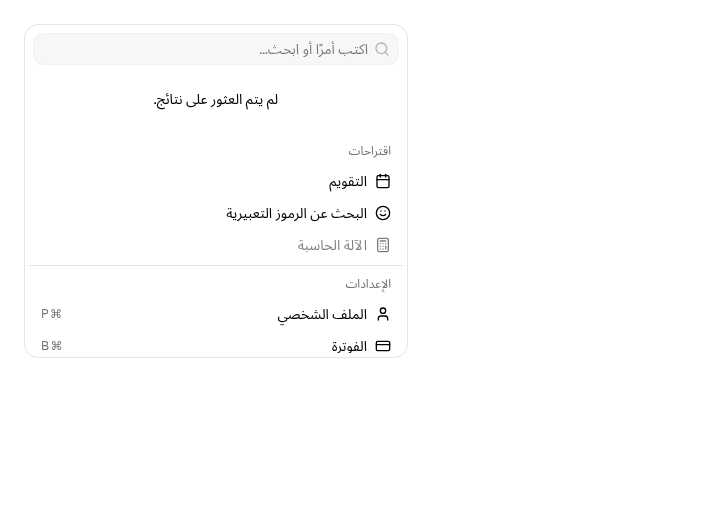 اكتب أمرًا أو ابحث...
لم يتم العثور على نتائج.
اقتراحات
التقويم
البحث عن الرموز التعبيرية
الآلة الحاسبة
الإعدادات
الملف الشخصي ⌘P
الفوترة ⌘B